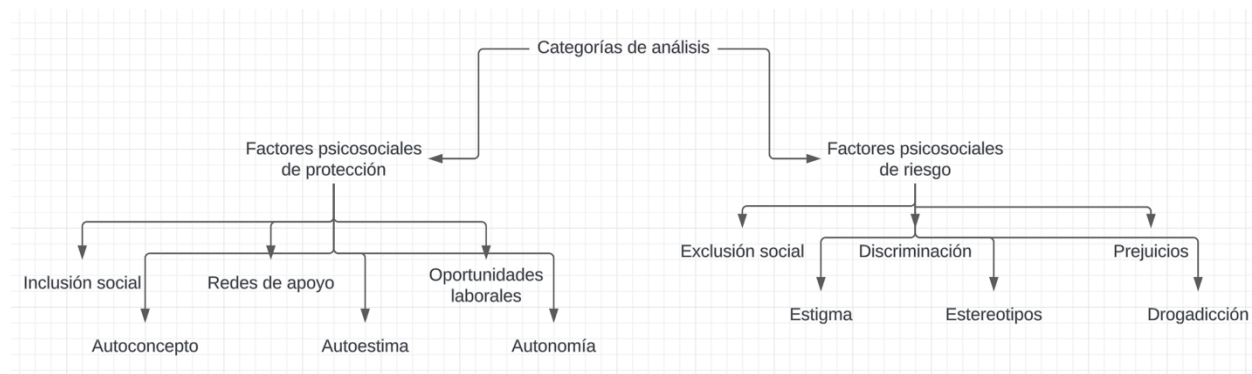 Categorías de análisis
Factores psicosociales
de protección
Factores psicosociales
de riesgo
Inclusión social
Redes de apoyo
Oportunidades
laborales
Autoconcepto
Autoestima
Autonomía
Exclusión social
Discriminación
Prejuicios
Estigma
Estereotipos
Drogadicción